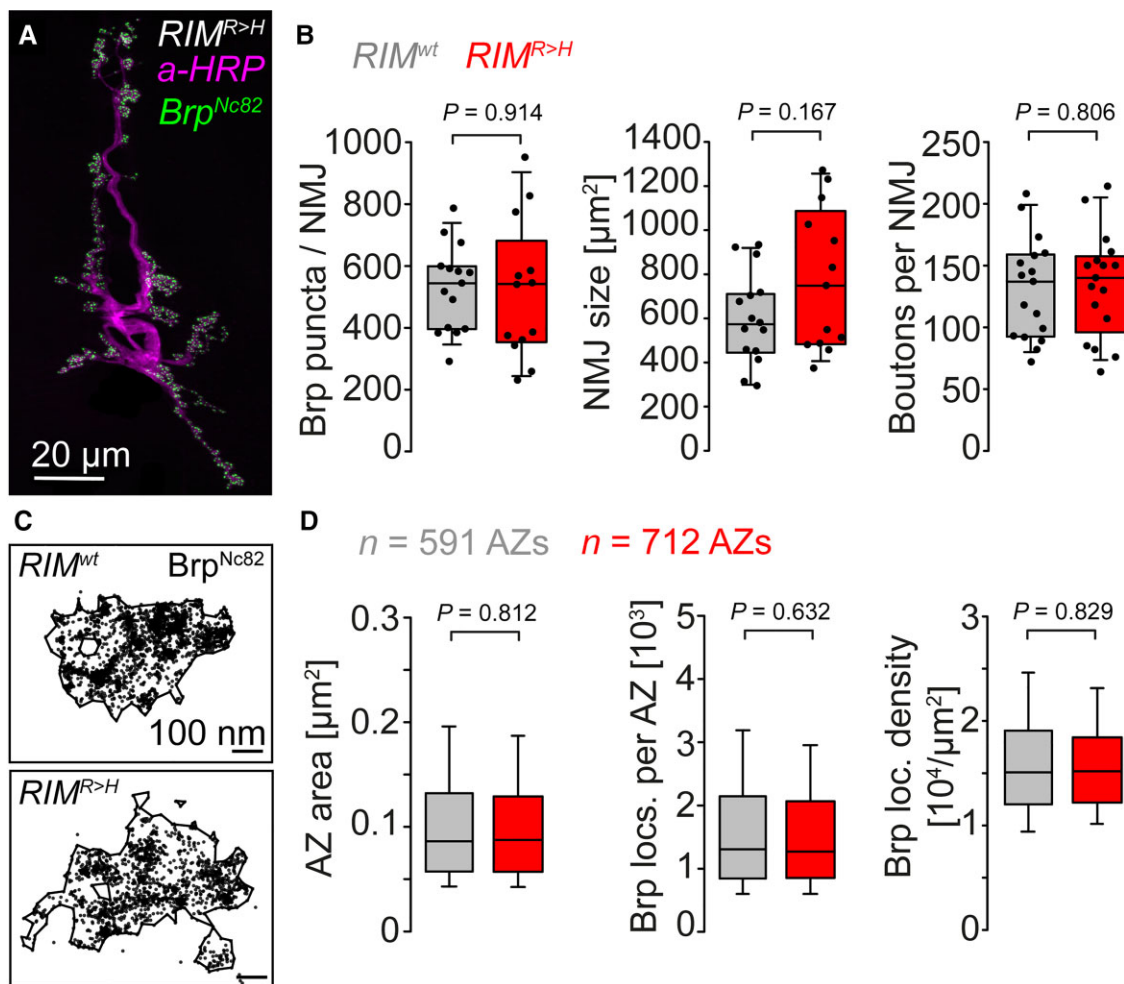 A
RIM^R>H
a-HRP
Brp^Nc82
20 µm
B
RIM^wt RIM^R>H
P = 0.914
Brp puncta / NMJ
1000
800
600
400
200
0
P = 0.167
NMJ size [µm²]
1400
1200
1000
800
600
400
200
0
P = 0.806
Boutons per NMJ
250
200
150
100
50
0
C
RIM^wt Brp^Nc82
100 nm
RIM^R>H
D
n = 591 AZs n = 712 AZs
P = 0.812
AZ area [µm²]
0.3
0.2
0.1
0
P = 0.632
Brp locs. per AZ [10³]
5
4
3
2
1
0
P = 0.829
Brp loc. density
[10⁴/µm²]
3
2
1
0